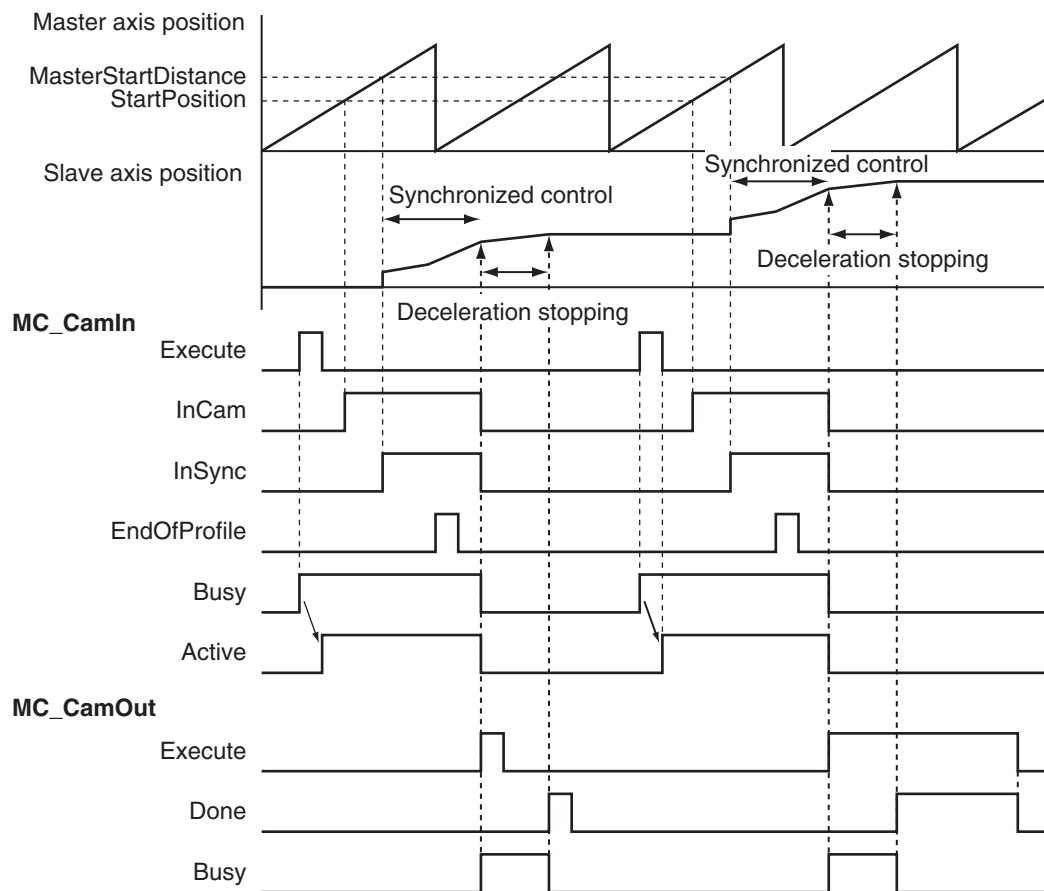 Master axis position
MasterStartDistance
StartPosition
Slave axis position
Synchronized control
Synchronized control
Deceleration stopping
Deceleration stopping
MC_CamIn
Execute
InCam
InSync
EndOfProfile
Busy
Active
MC_CamOut
Execute
Done
Busy